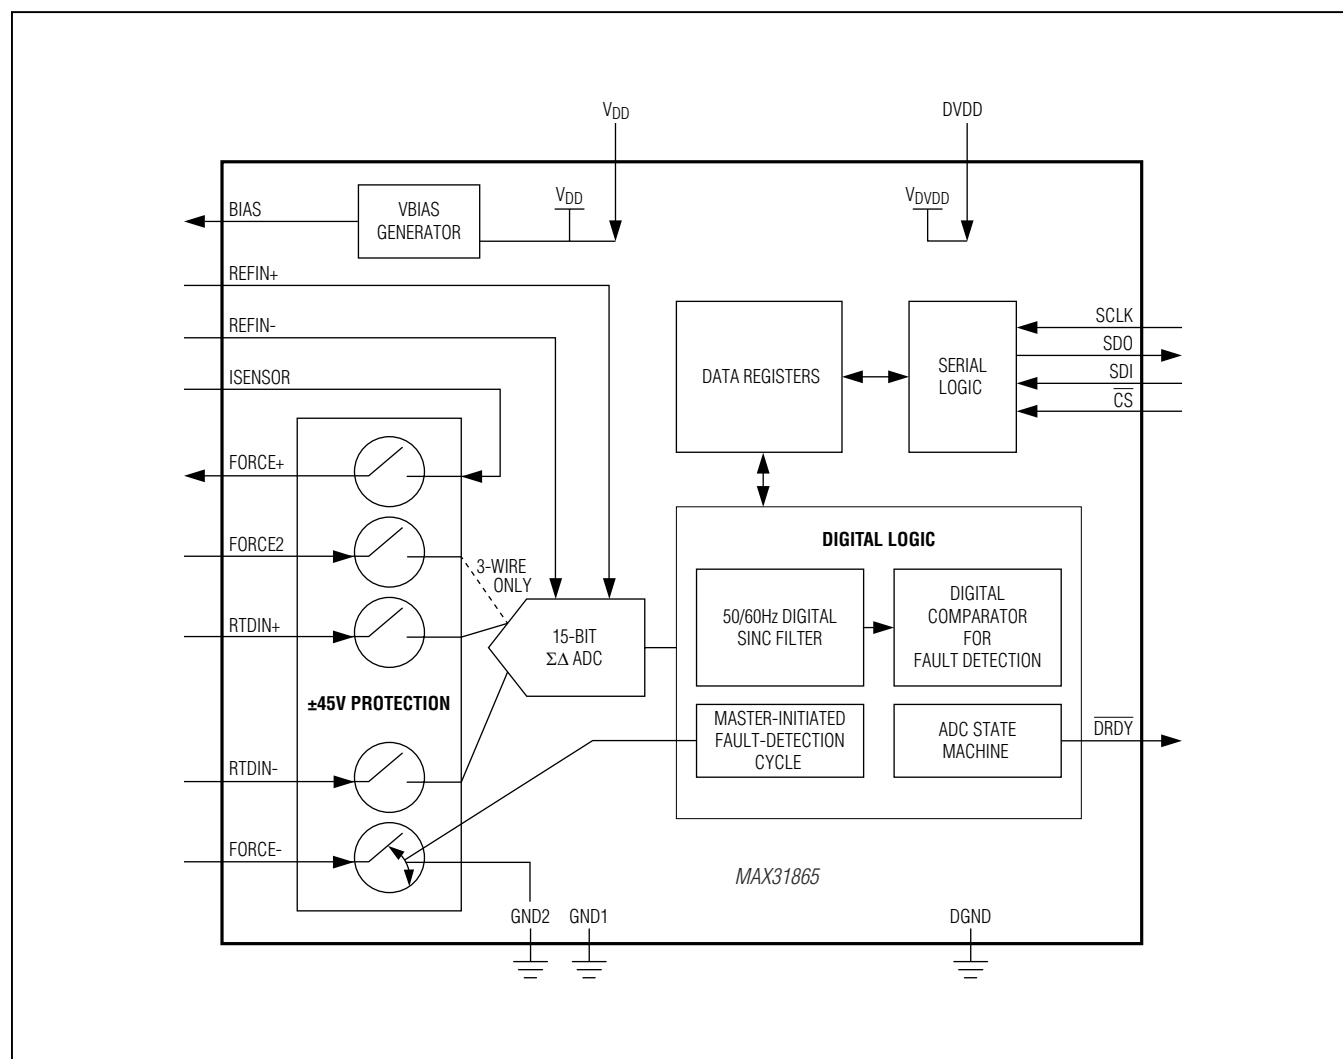 VDD
DVDD
VDD
VDVDD
BIAS
VBIAS
GENERATOR
REFIN+
REFIN-
ISENSOR
FORCE+
FORCE2
RTDIN+
±45V PROTECTION
RTDIN-
FORCE-
3-WIRE
ONLY
15-BIT
ΣΔ ADC
DATA REGISTERS
SERIAL
LOGIC
SCLK
SDO
SDI
C̅S̅
DIGITAL LOGIC
50/60Hz DIGITAL
SINC FILTER
DIGITAL
COMPARATOR
FOR
FAULT DETECTION
MASTER-INITIATED
FAULT-DETECTION
CYCLE
ADC STATE
MACHINE
D̅R̅D̅Y̅
MAX31865
GND2
GND1
DGND